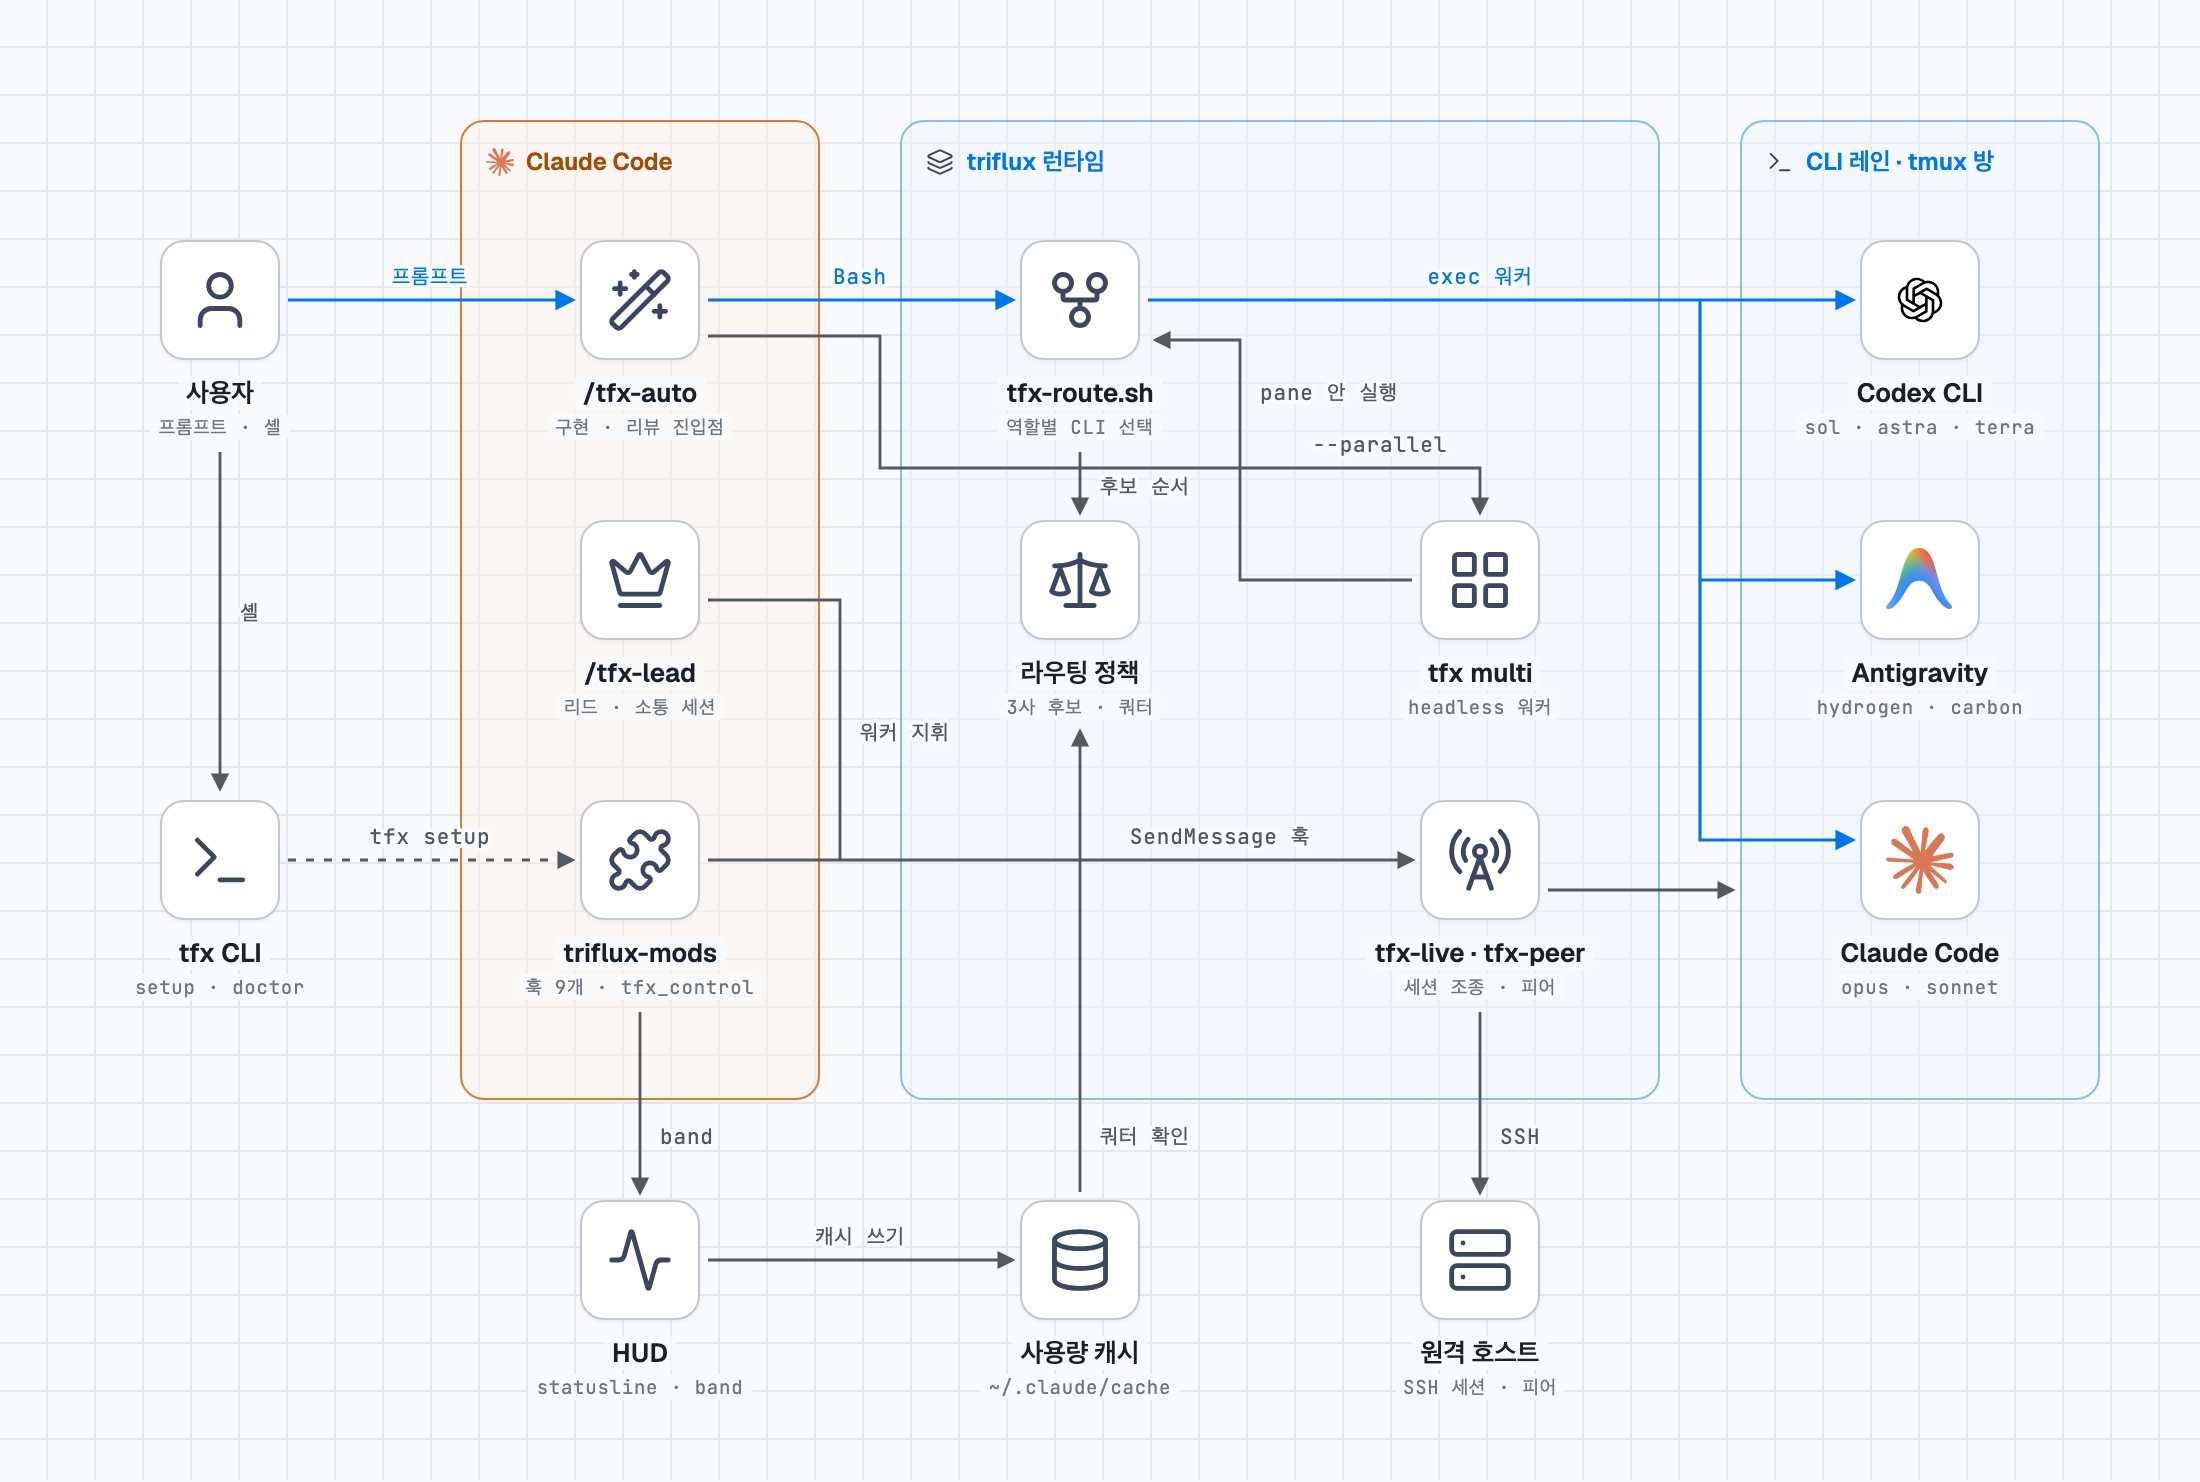 Claude Code
triflux 런타임
CLI 레인 · tmux 방
프롬프트
Bash
exec 워커
사용자
프롬프트 · 셸
/tfx-auto
구현 · 리뷰 진입점
tfx-route.sh
역할별 CLI 선택
pane 안 실행
--parallel
Codex CLI
sol · astra · terra
후보 순서
셸
/tfx-lead
리드 · 소통 세션
라우팅 정책
3사 후보 · 쿼터
tfx multi
headless 워커
Antigravity
hydrogen · carbon
워커 지휘
tfx setup
SendMessage 훅
tfx CLI
setup · doctor
triflux-mods
훅 9개 · tfx_control
tfx-live · tfx-peer
세션 조종 · 피어
Claude Code
opus · sonnet
band
쿼터 확인
SSH
캐시 쓰기
HUD
statusline · band
사용량 캐시
~/.claude/cache
원격 호스트
SSH 세션 · 피어